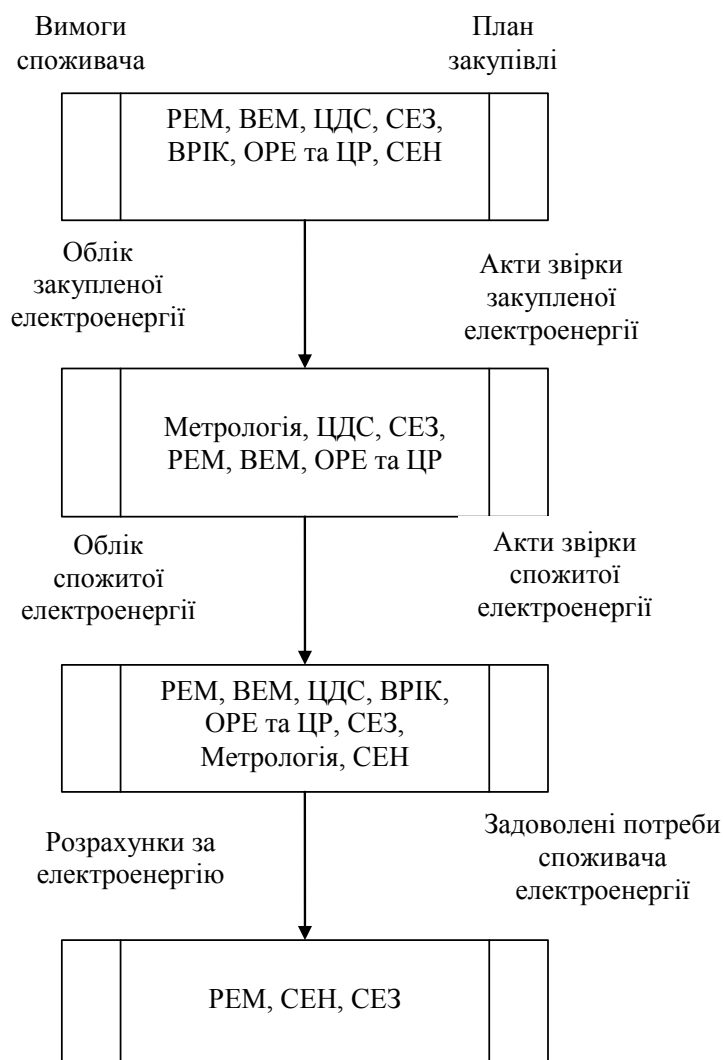 Вимоги
споживача
План
закупівлі
РЕМ, ВЕМ, ЦДС, СЕЗ,
ВРІК, ОРЕ та ЦР, СЕН
Облік
закупленої
електроенергії
Акти звірки
закупленої
електроенергії
Метрологія, ЦДС, СЕЗ,
РЕМ, ВЕМ, ОРЕ та ЦР
Облік
спожитої
електроенергії
Акти звірки
спожитої
електроенергії
РЕМ, ВЕМ, ЦДС, ВРІК,
ОРЕ та ЦР, СЕЗ,
Метрологія, СЕН
Розрахунки за
електроенергію
Задоволені потреби
споживача
електроенергії
РЕМ, СЕН, СЕЗ